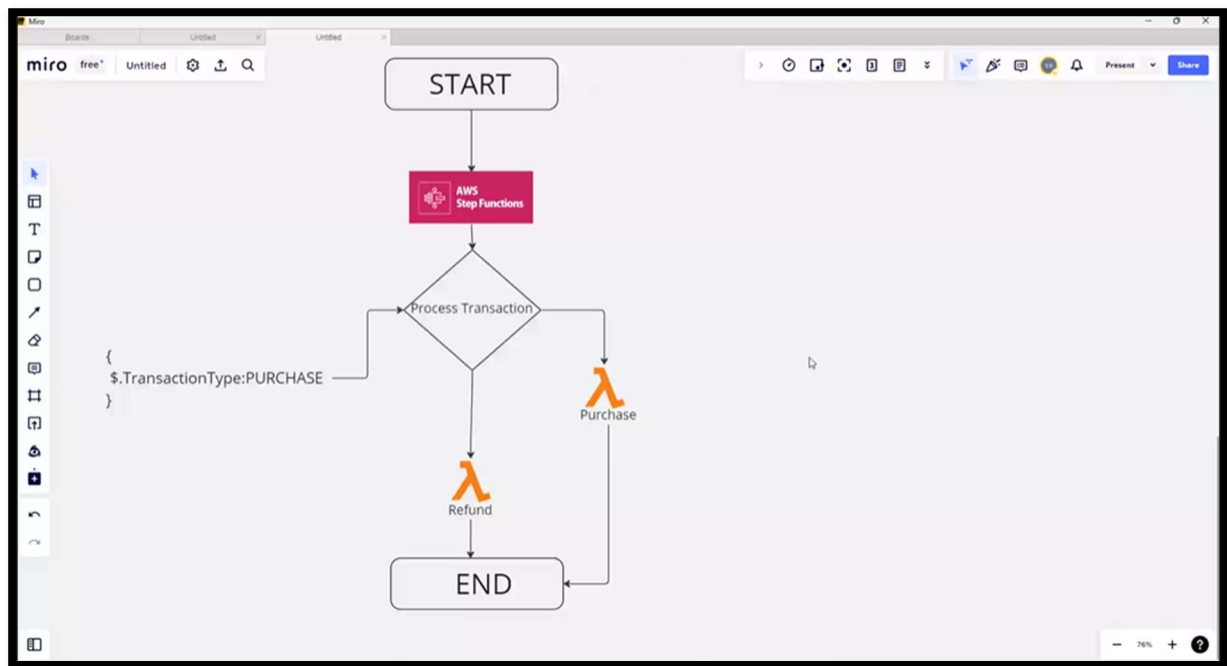 Miro
Boards
Untitled
Untitled
miro
free
Untitled
Present
Share
START
AWS
Step Functions
Process Transaction
{
$.TransactionType:PURCHASE
}
Purchase
Refund
END
76%